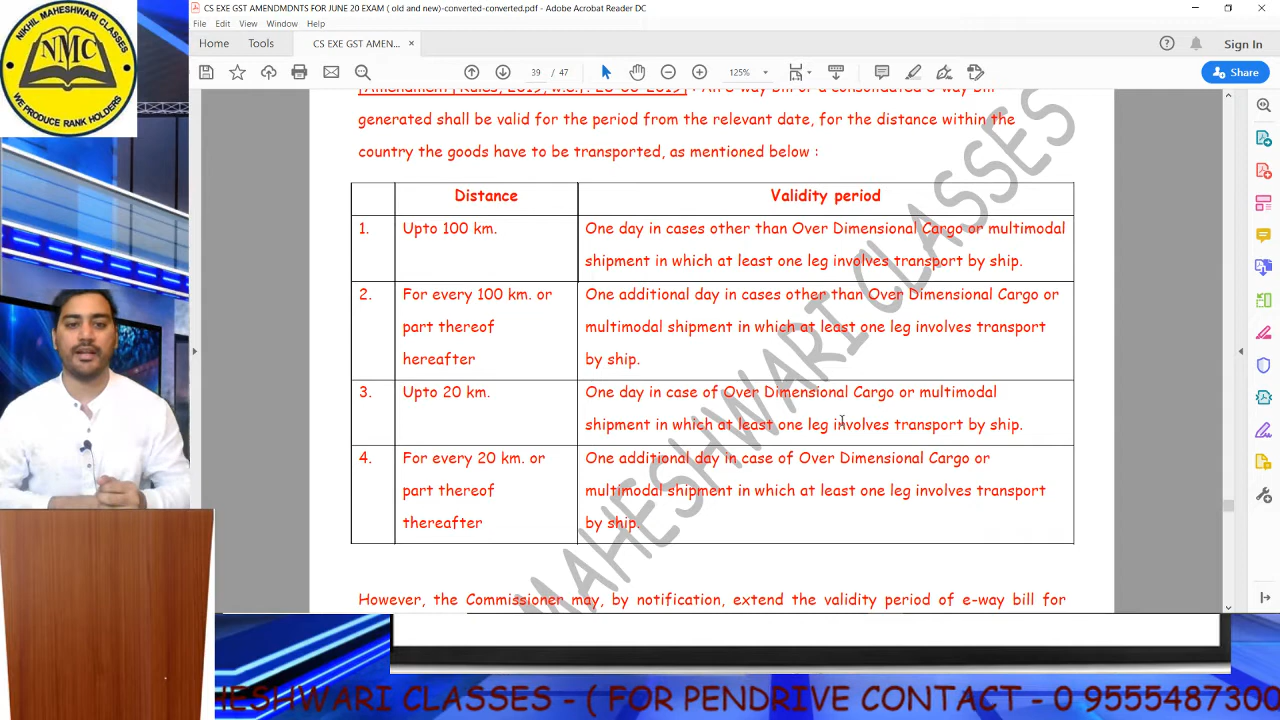 CS EXE GST AMENDMDNTS FOR JUNE 20 EXAM ( old and new)-converted-converted.pdf - Adobe Acrobat Reader DC
File Edit View Window Help
Home Tools CS EXE GST AMEN... × Sign In
39 / 47 125% Share
NIKHIL MAHESHWARI CLASSES
NMC
WE PRODUCE RANK HOLDERS
generated shall be valid for the period from the relevant date, for the distance within the
country the goods have to be transported, as mentioned below :
Distance Validity period
1. Upto 100 km. One day in cases other than Over Dimensional Cargo or multimodal
shipment in which at least one leg involves transport by ship.
2. For every 100 km. or One additional day in cases other than Over Dimensional Cargo or
part thereof multimodal shipment in which at least one leg involves transport
hereafter by ship.
3. Upto 20 km. One day in case of Over Dimensional Cargo or multimodal
shipment in which at least one leg involves transport by ship.
4. For every 20 km. or One additional day in case of Over Dimensional Cargo or
part thereof multimodal shipment in which at least one leg involves transport
thereafter by ship.
MAHESHWARI CLASSES
However, the Commissioner may, by notification, extend the validity period of e-way bill for
HESHWARI CLASSES - ( FOR PENDRIVE CONTACT - 0 9555487300